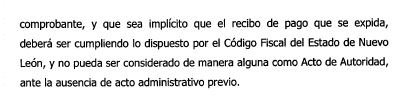 comprobante, y que sea implícito que el recibo de pago que se expida,
deberá ser cumpliendo lo dispuesto por el Código Fiscal del Estado de Nuevo
León, y no pueda ser considerado de manera alguna como Acto de Autoridad,
ante la ausencia de acto administrativo previo.